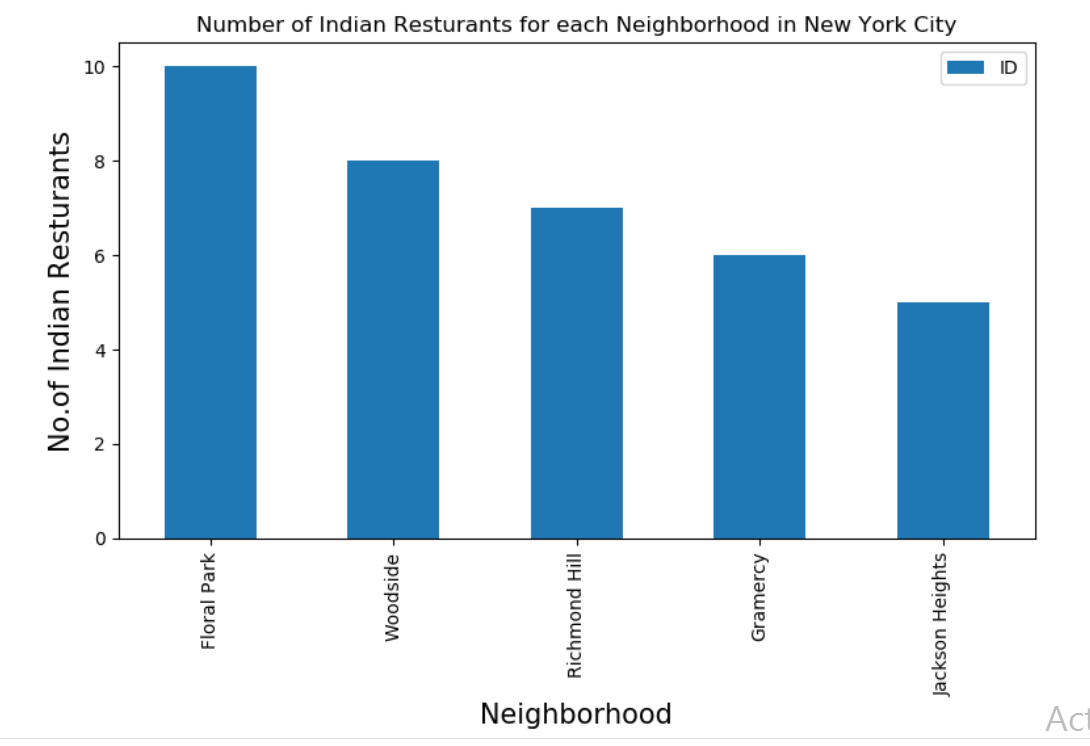 Number of Indian Resturants for each Neighborhood in New York City
ID
No.of Indian Resturants
10
8
6
4
2
0
Floral Park
Woodside
Richmond Hill
Gramercy
Jackson Heights
Neighborhood